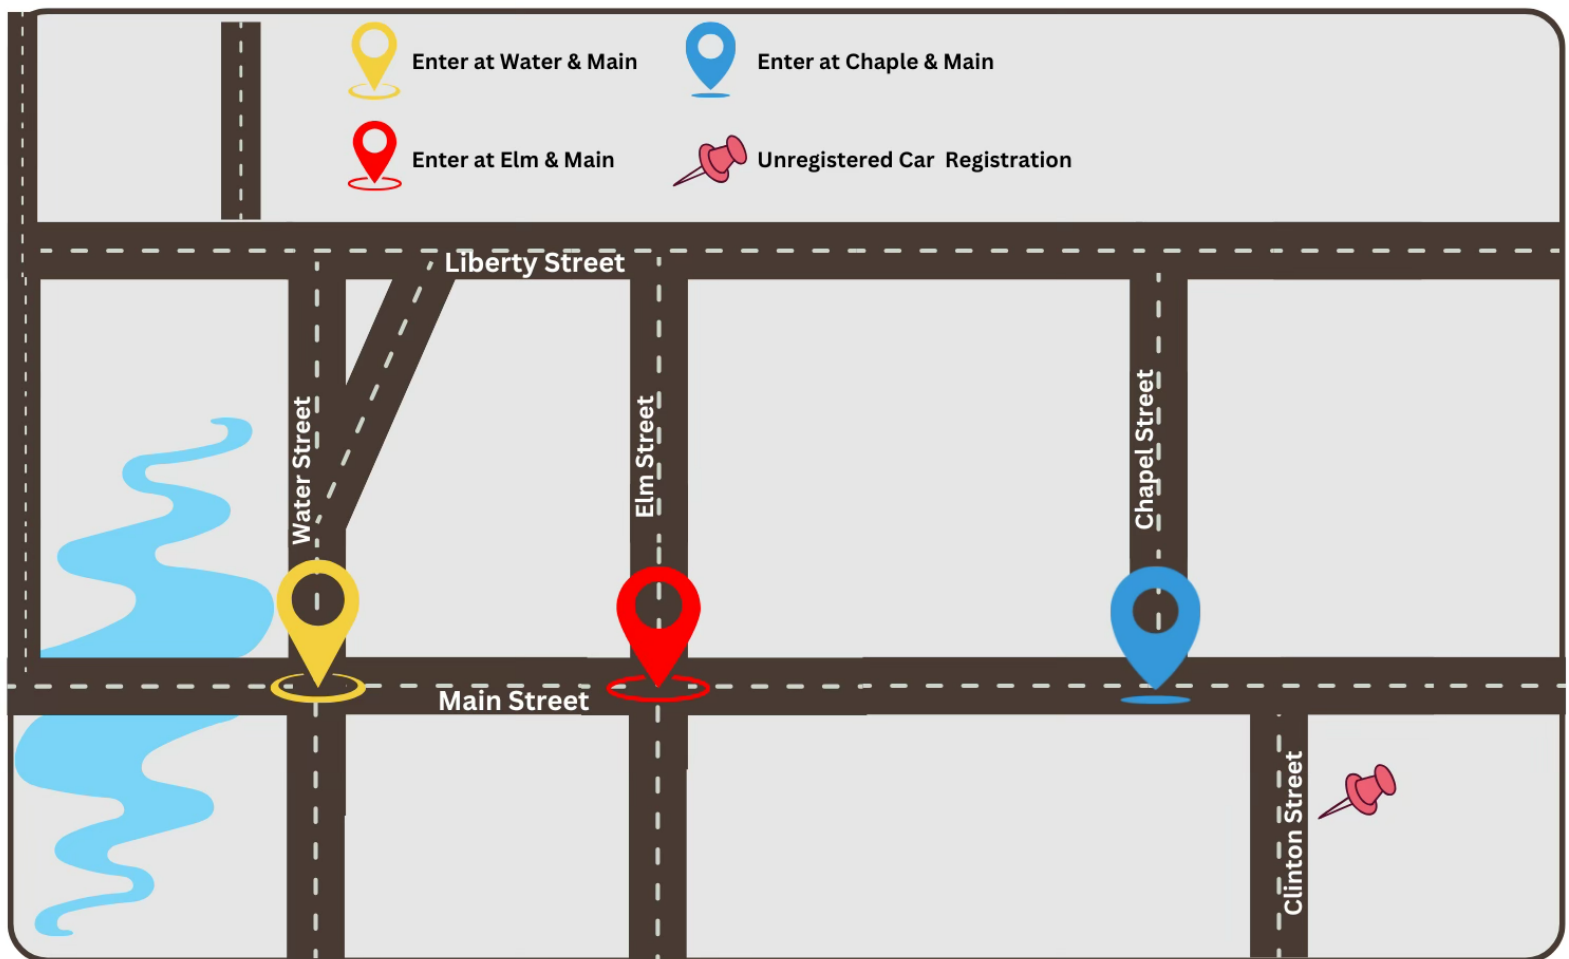 Enter at Water & Main
Enter at Chaple & Main
Enter at Elm & Main
Unregistered Car Registration
Liberty Street
Water Street
Elm Street
Chapel Street
Main Street
Clinton Street